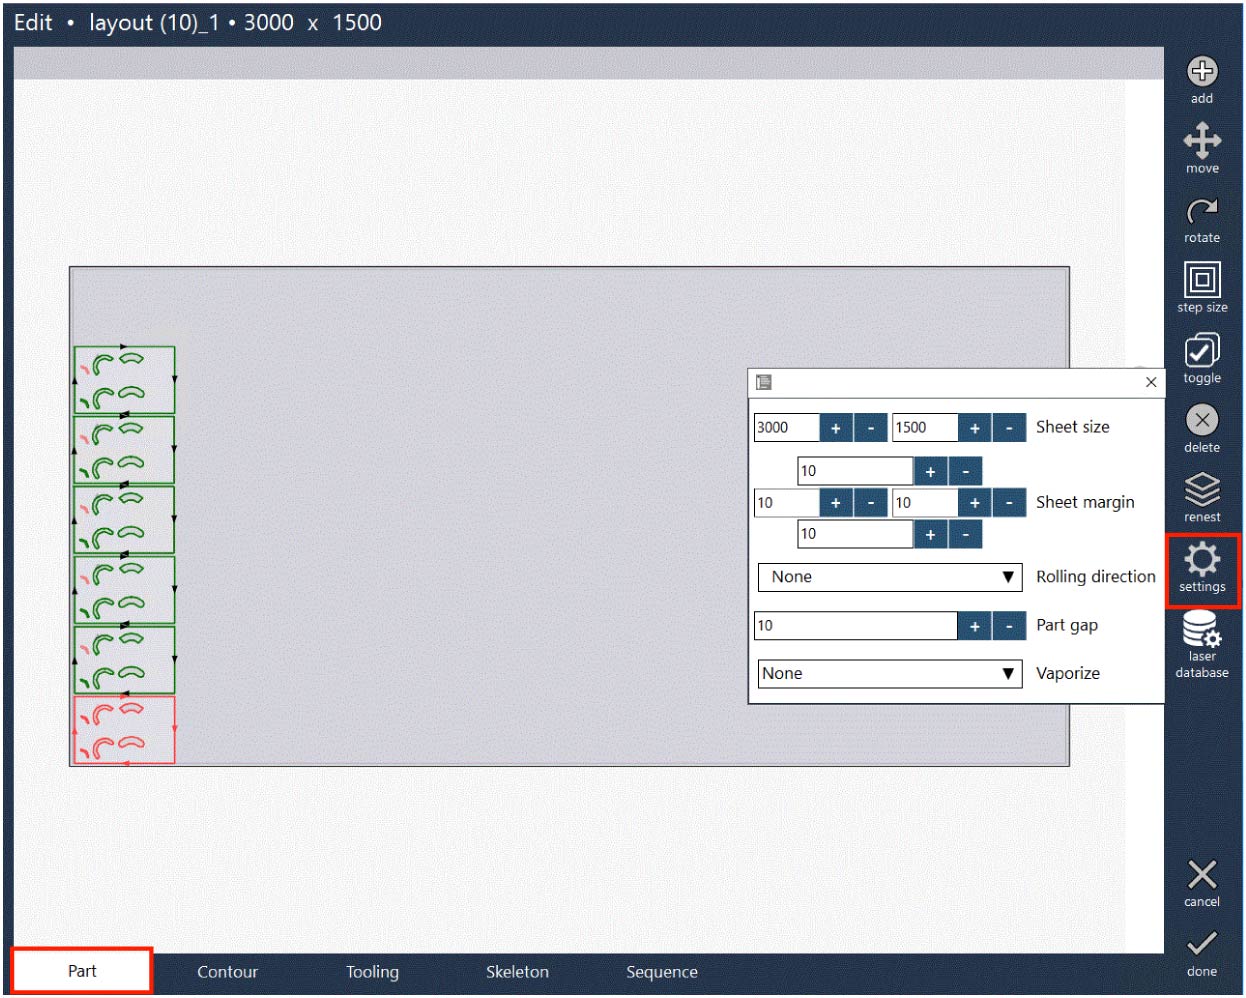 Edit • layout (10)_1 • 3000 x 1500
add
move
rotate
step size
toggle
delete
renest
settings
laser
database
cancel
done
3000 + - 1500 + - Sheet size
10 + -
10 + - 10 + - Sheet margin
10 + -
None Rolling direction
10 + - Part gap
None Vaporize
Part Contour Tooling Skeleton Sequence